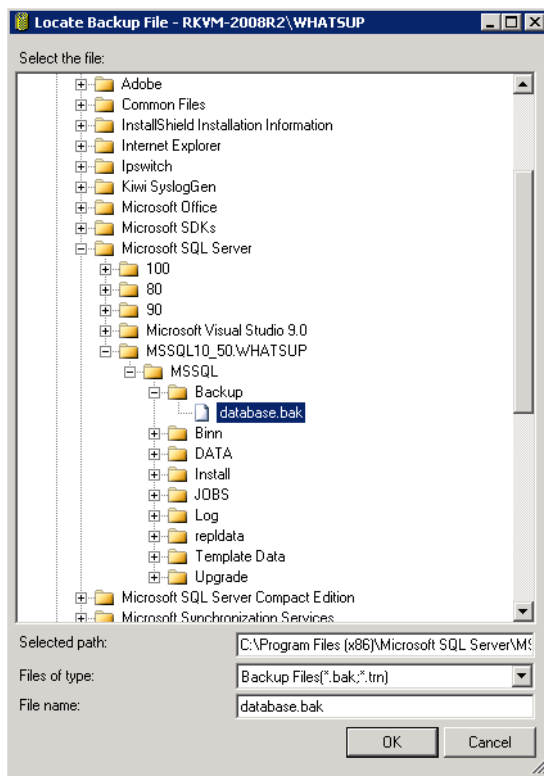 Locate Backup File - RKVM-2008R2\WHATSUP
Select the file:
Adobe
Common Files
InstallShield Installation Information
Internet Explorer
Ipswitch
Kiwi SyslogGen
Microsoft Office
Microsoft SDKs
Microsoft SQL Server
100
80
90
Microsoft Visual Studio 9.0
MSSQL10_50.WHATSUP
MSSQL
Backup
database.bak
Binn
DATA
Install
JOBS
Log
repldata
Template Data
Upgrade
Microsoft SQL Server Compact Edition
Microsoft Synchronization Services
Selected path: C:\Program Files (x86)\Microsoft SQL Server\MS
Files of type: Backup Files(*.bak;*.trn)
File name: database.bak
OK Cancel